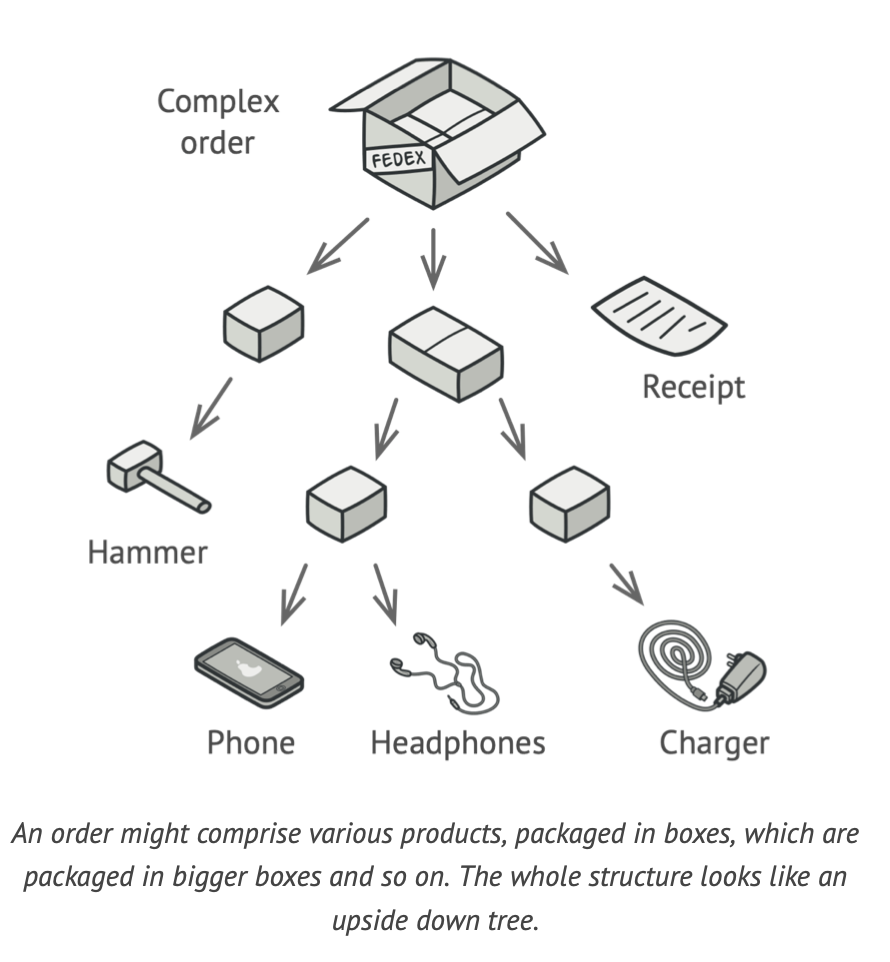 Complex
order
FEDEX
Receipt
Hammer
Phone
Headphones
Charger
An order might comprise various products, packaged in boxes, which are
packaged in bigger boxes and so on. The whole structure looks like an
upside down tree.